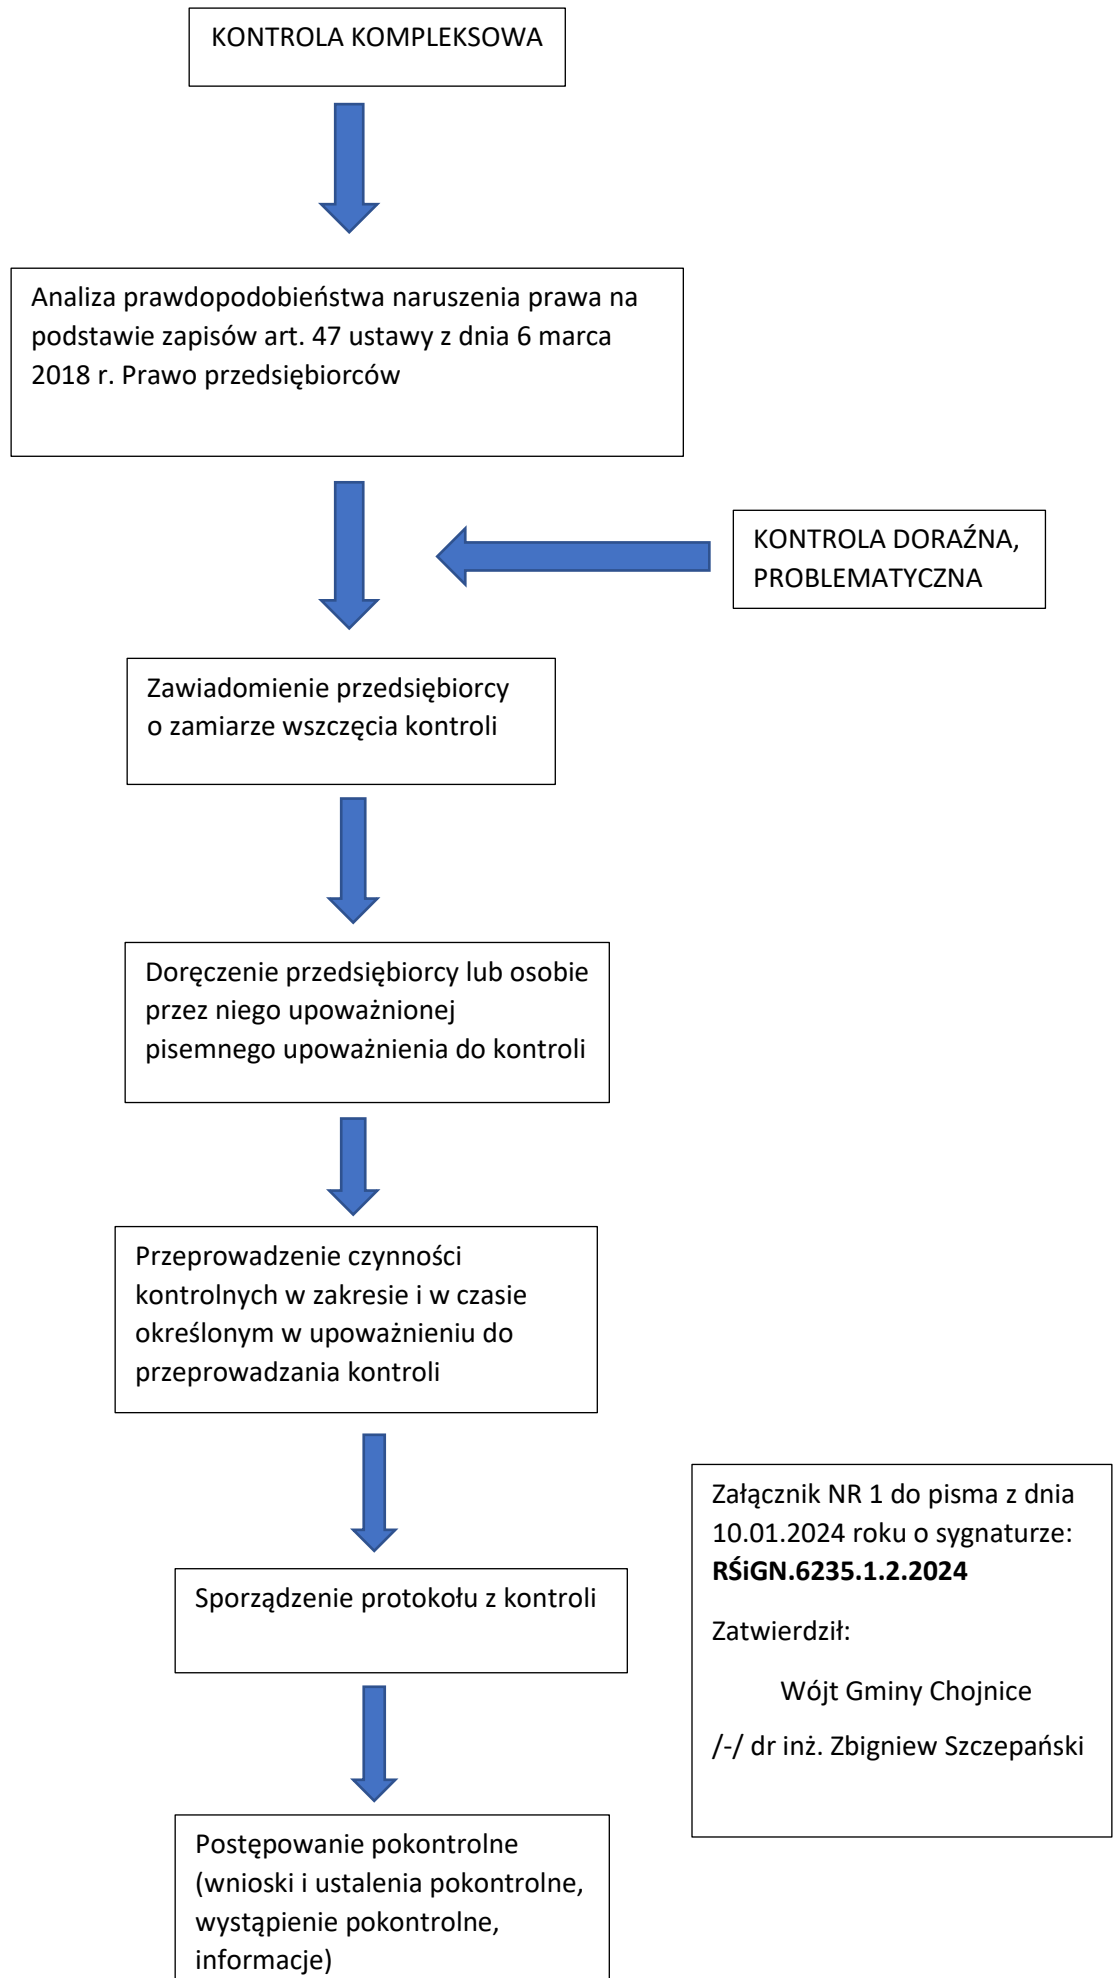 KONTROLA KOMPLEKSOWA
Analiza prawdopodobieństwa naruszenia prawa na
podstawie zapisów art. 47 ustawy z dnia 6 marca
2018 r. Prawo przedsiębiorców
KONTROLA DORAŹNA,
PROBLEMATYCZNA
Zawiadomienie przedsiębiorcy
o zamiarze wszczęcia kontroli
Doręczenie przedsiębiorcy lub osobie
przez niego upoważnionej
pisemnego upoważnienia do kontroli
Przeprowadzenie czynności
kontrolnych w zakresie i w czasie
określonym w upoważnieniu do
przeprowadzania kontroli
Sporządzenie protokołu z kontroli
Postępowanie pokontrolne
(wnioski i ustalenia pokontrolne,
wystąpienie pokontrolne,
informacje)
Załącznik NR 1 do pisma z dnia
10.01.2024 roku o sygnaturze:
RŚiGN.6235.1.2.2024
Zatwierdził:
Wójt Gminy Chojnice
/-/ dr inż. Zbigniew Szczepański